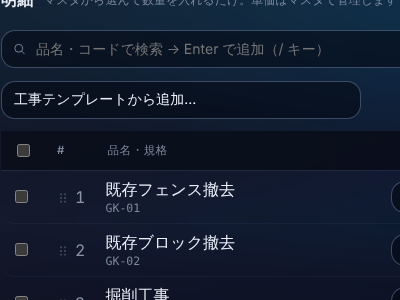 明細 マスタから選んで数量を入れるだけ。単価はマスタで管理します
品名・コードで検索 → Enter で追加（/ キー）
工事テンプレートから追加...
# 品名・規格
1 既存フェンス撤去
GK-01
2 既存ブロック撤去
GK-02
掘削工事